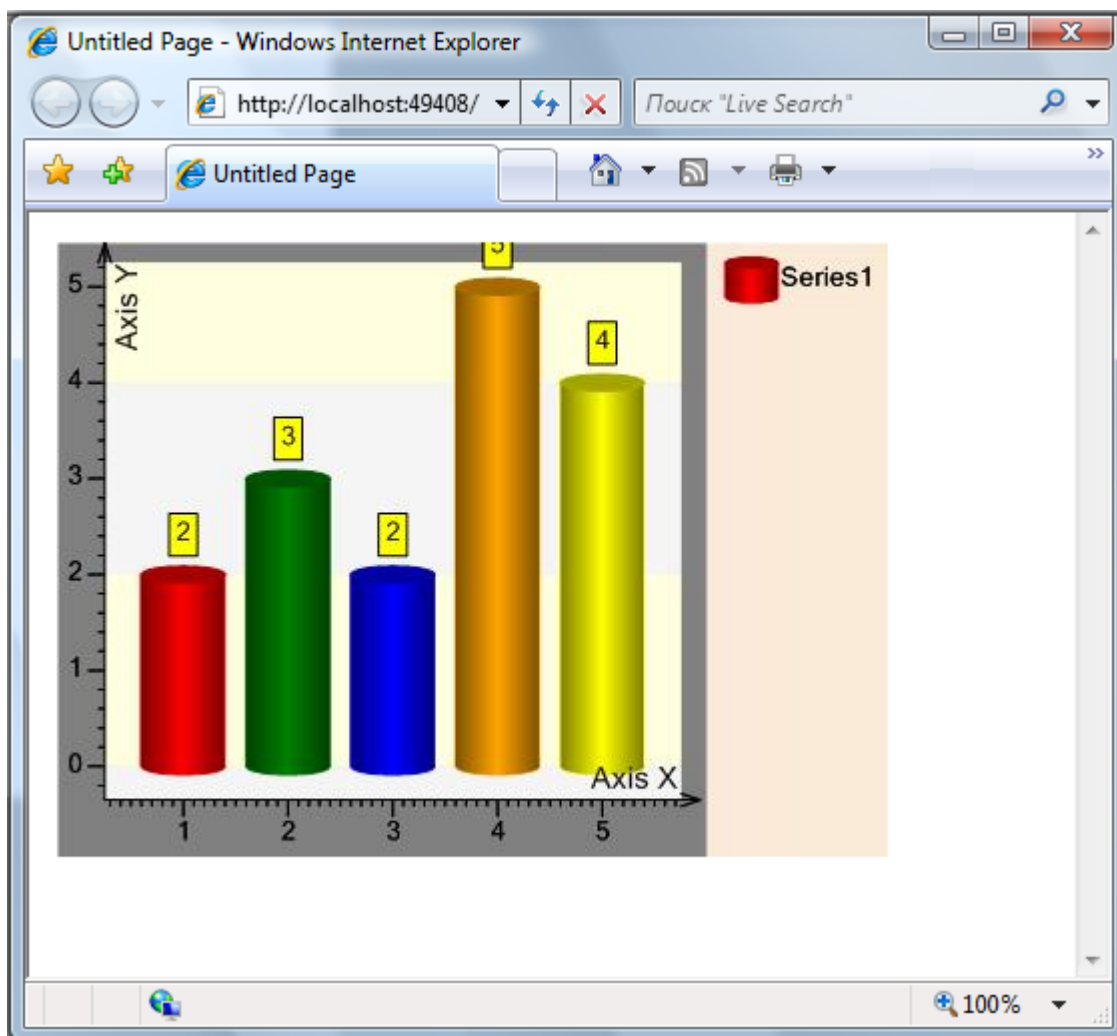 Untitled Page - Windows Internet Explorer
http://localhost:49408/
Поиск "Live Search"
Untitled Page
Axis Y
5
4
3
2
1
0
2
3
2
5
4
Axis X
1 2 3 4 5
Series1
100%